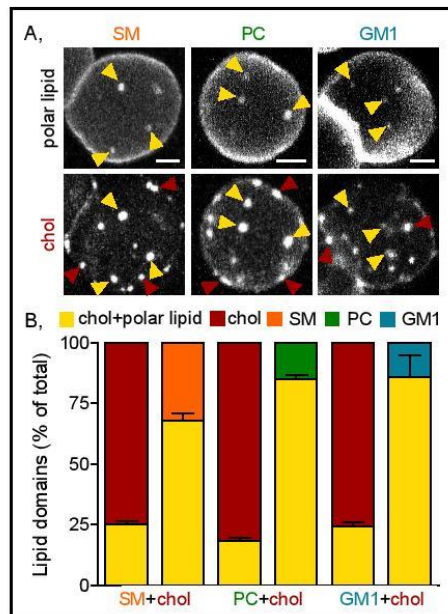 A,
SM PC GM1
polar lipid
chol
B,
chol+polar lipid chol SM PC GM1
Lipid domains (% of total)
100
75
50
25
0
SM+chol PC+chol GM1+chol